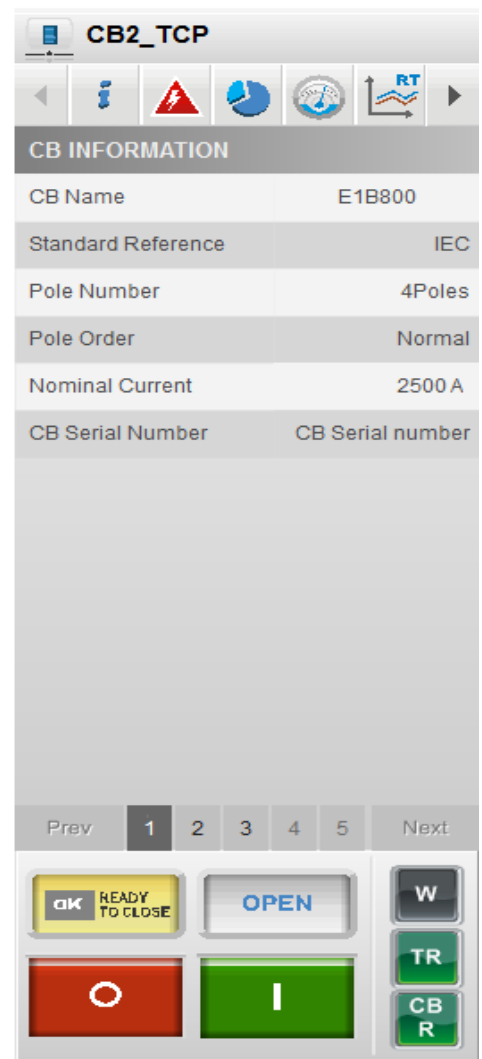 CB2_TCP
i
RT
CB INFORMATION
CB Name E1B800
Standard Reference IEC
Pole Number 4Poles
Pole Order Normal
Nominal Current 2500 A
CB Serial Number CB Serial number
Prev 1 2 3 4 5 Next
OK READY TO CLOSE
OPEN
W
TR
O
I
CB
R